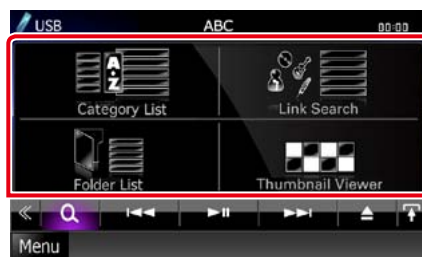 USB ABC 00:00
A
Z
Category List Link Search
Folder List Thumbnail Viewer
Menu